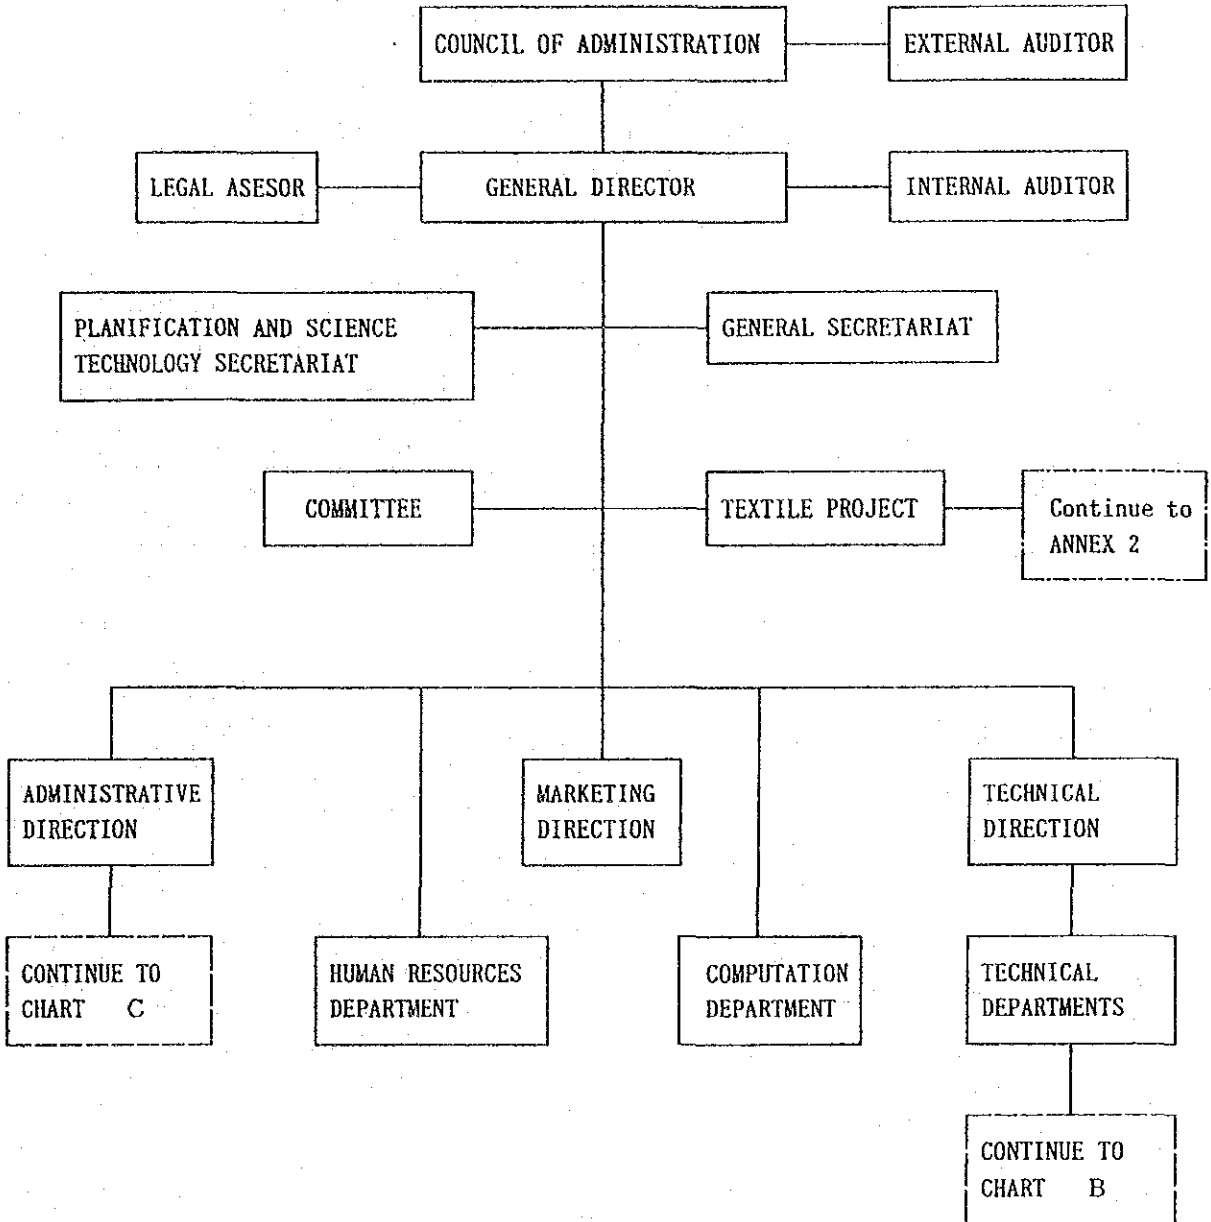 COUNCIL OF ADMINISTRATION
EXTERNAL AUDITOR
LEGAL ASESOR
GENERAL DIRECTOR
INTERNAL AUDITOR
PLANIFICATION AND SCIENCE
TECHNOLOGY SECRETARIAT
GENERAL SECRETARIAT
COMMITTEE
TEXTILE PROJECT
Continue to
ANNEX 2
ADMINISTRATIVE
DIRECTION
MARKETING
DIRECTION
TECHNICAL
DIRECTION
CONTINUE TO
CHART C
HUMAN RESOURCES
DEPARTMENT
COMPUTATION
DEPARTMENT
TECHNICAL
DEPARTMENTS
CONTINUE TO
CHART B